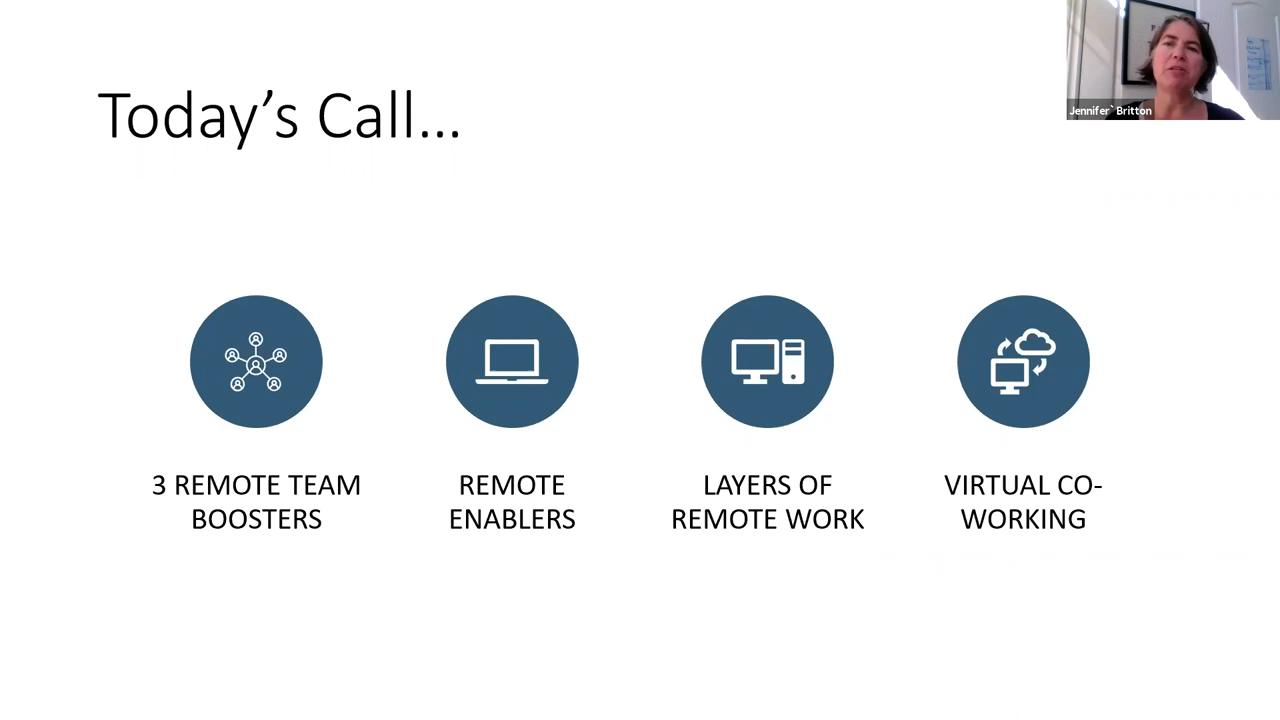 Today's Call...
Jennifer` Britton
3 REMOTE TEAM
BOOSTERS
REMOTE
ENABLERS
LAYERS OF
REMOTE WORK
VIRTUAL CO-
WORKING